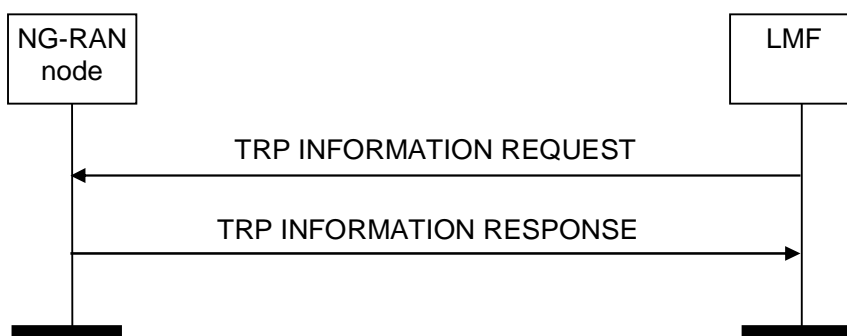 NG-RAN
node
LMF
TRP INFORMATION REQUEST
TRP INFORMATION RESPONSE